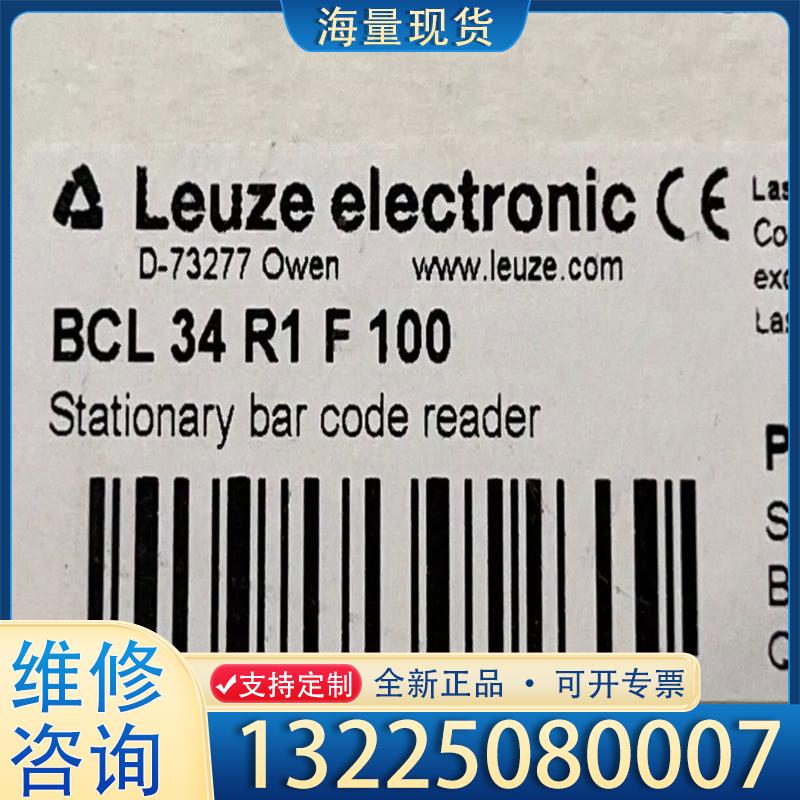 海量现货
Leuze electronic CE
D-73277 Owen www.leuze.com
BCL 34 R1 F 100
Stationary bar code reader
维修
咨询
支持定制 全新正品 · 可开专票
13225080007